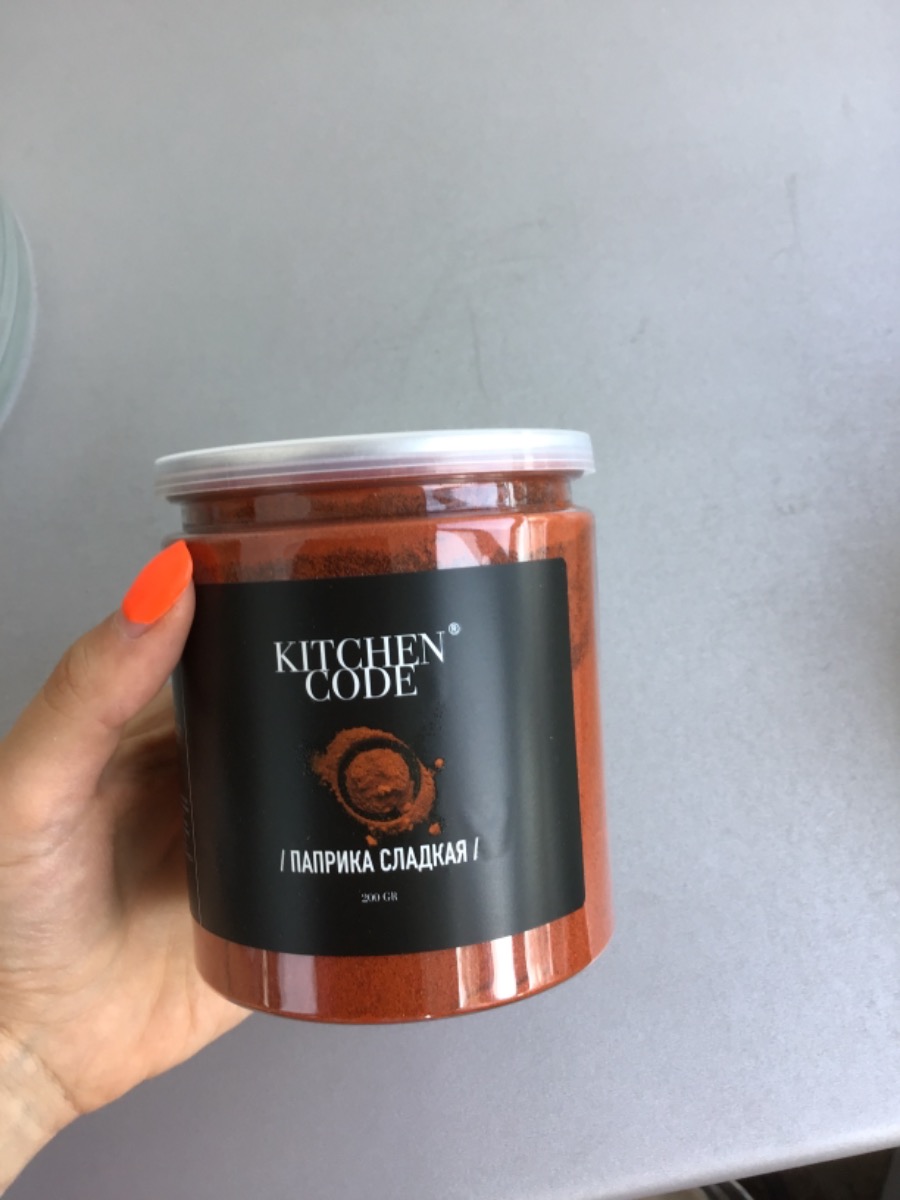 KITCHEN®
CODE
/ ПАПРИКА СЛАДКАЯ /
200 GR